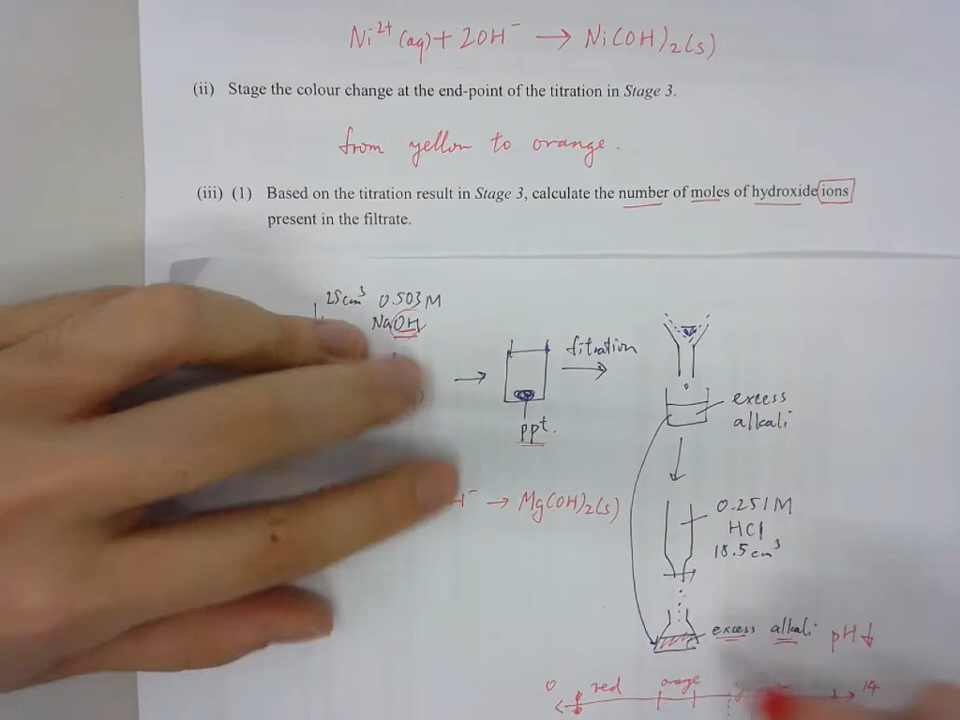 Ni²⁺(aq) + 2OH⁻ → Ni(OH)₂(s)
(ii) Stage the colour change at the end-point of the titration in Stage 3.
from yellow to orange.
(iii) (1) Based on the titration result in Stage 3, calculate the number of moles of hydroxide ions
present in the filtrate.
25cm³ 0.503M
NaOH
fitration
ppt.
excess
alkali
→ Mg(OH)₂(s)
0.251M
HCl
18.5cm³
excess alkali pH↓
0 red orange 14